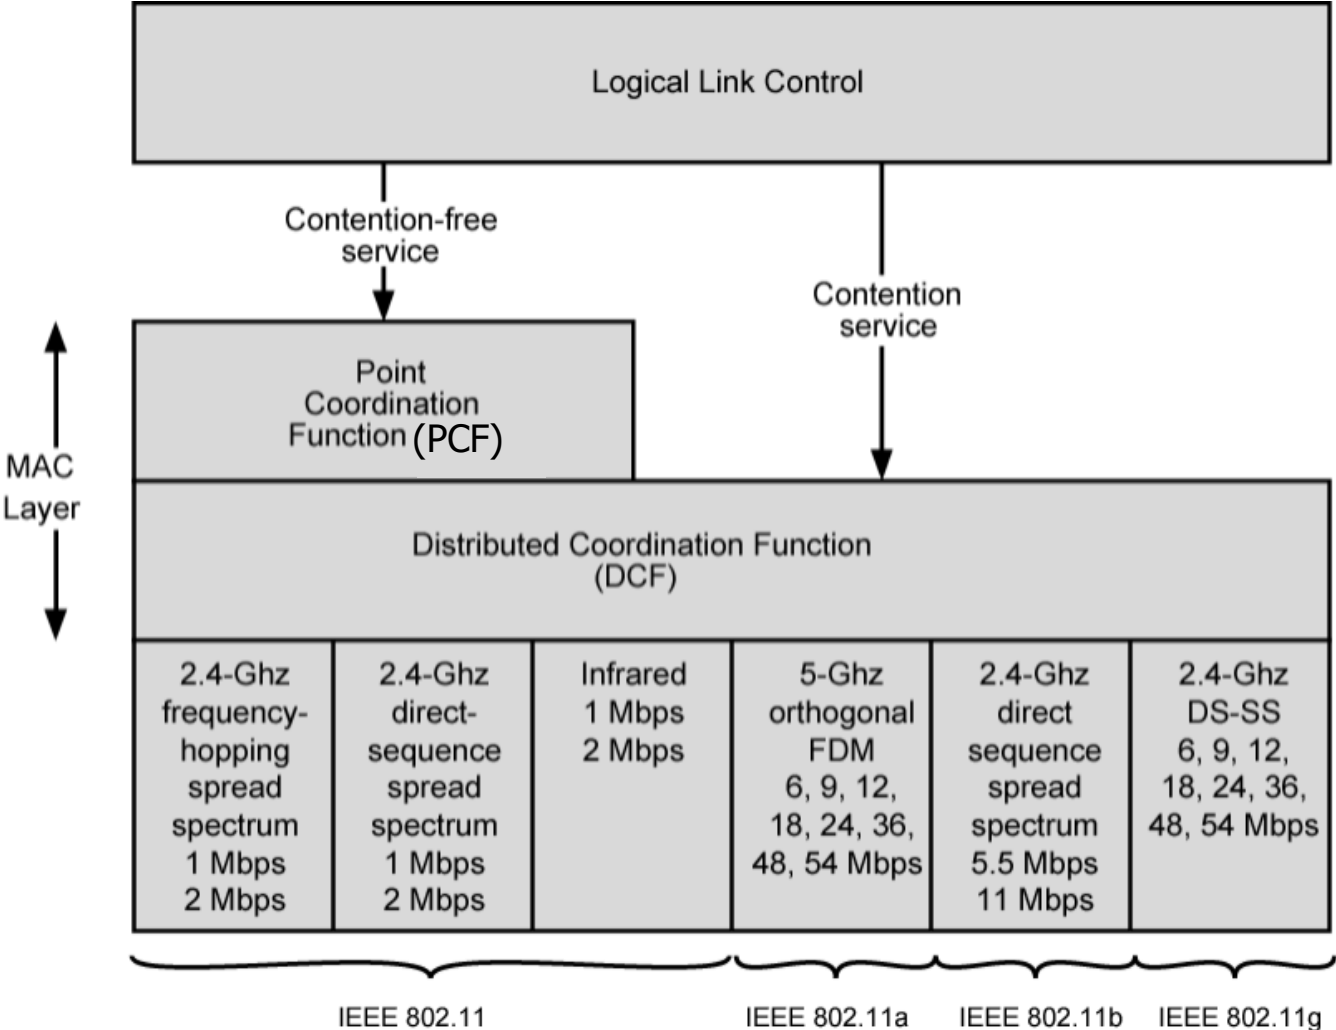 Logical Link Control
Contention-free
service
Contention
service
Point
Coordination
Function (PCF)
MAC
Layer
Distributed Coordination Function
(DCF)
2.4-Ghz
frequency-
hopping
spread
spectrum
1 Mbps
2 Mbps
2.4-Ghz
direct-
sequence
spread
spectrum
1 Mbps
2 Mbps
Infrared
1 Mbps
2 Mbps
5-Ghz
orthogonal
FDM
6, 9, 12,
18, 24, 36,
48, 54 Mbps
2.4-Ghz
direct
sequence
spread
spectrum
5.5 Mbps
11 Mbps
2.4-Ghz
DS-SS
6, 9, 12,
18, 24, 36,
48, 54 Mbps
IEEE 802.11
IEEE 802.11a
IEEE 802.11b
IEEE 802.11g